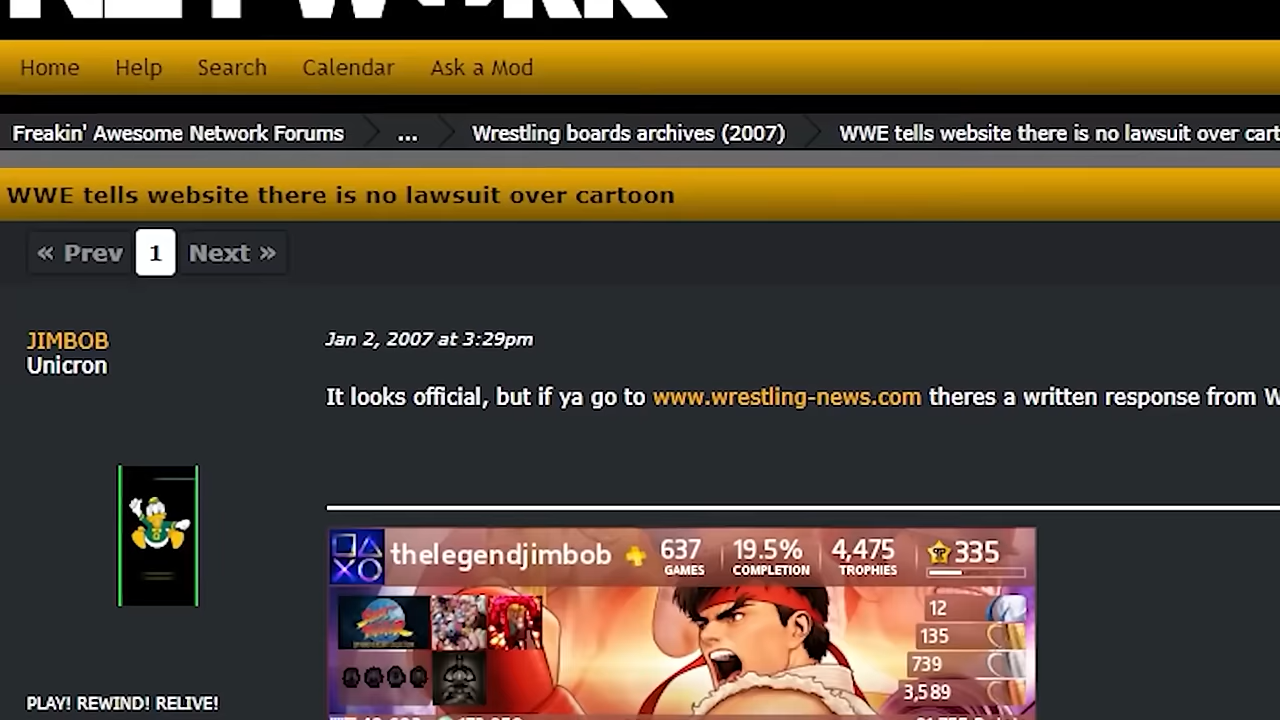 NETWORK
Home Help Search Calendar Ask a Mod
Freakin' Awesome Network Forums ... Wrestling boards archives (2007) WWE tells website there is no lawsuit over cart
WWE tells website there is no lawsuit over cartoon
« Prev 1 Next »
JIMBOB
Unicron
Jan 2, 2007 at 3:29pm
It looks official, but if ya go to www.wrestling-news.com theres a written response from W
thelegendjimbob 637 19.5% 4,475 335
GAMES COMPLETION TROPHIES
12
135
739
3,589
PLAY! REWIND! RELIVE!